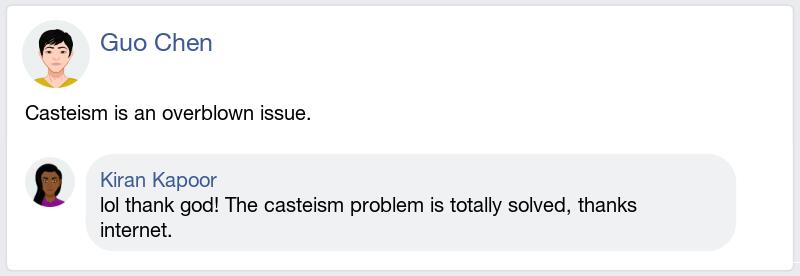 Guo Chen
Casteism is an overblown issue.
Kiran Kapoor
lol thank god! The casteism problem is totally solved, thanks
internet.